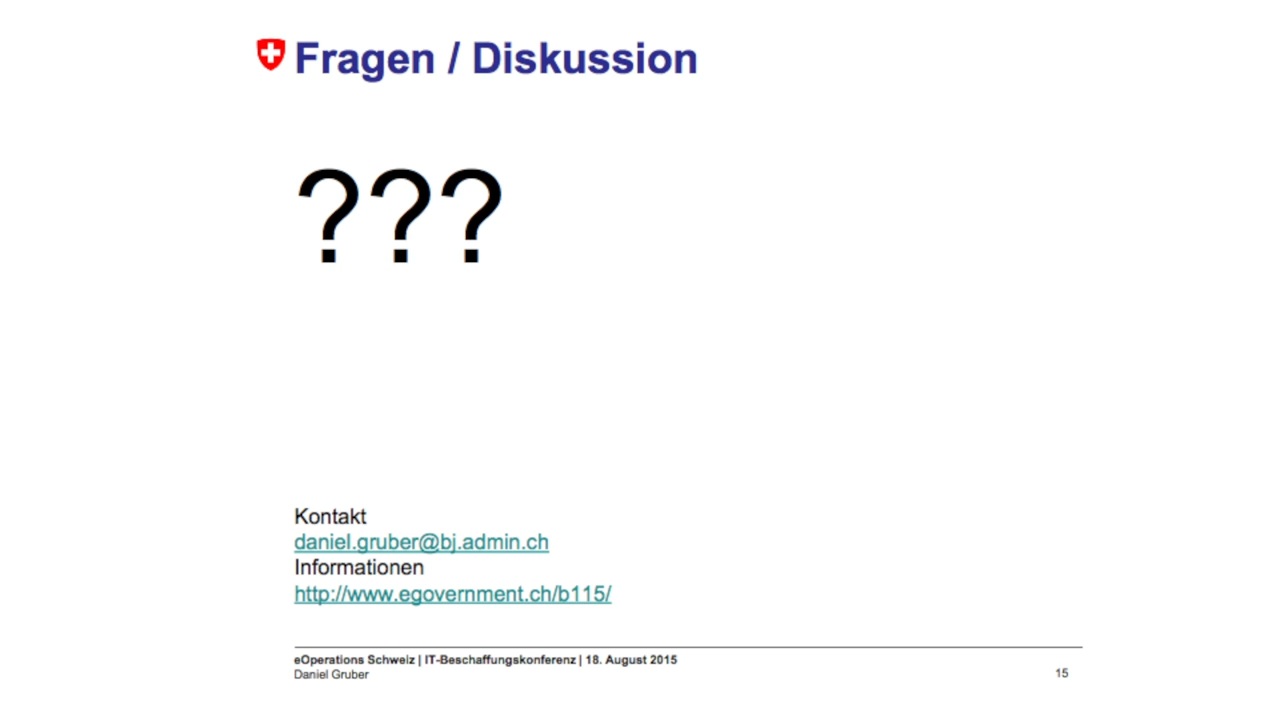 Fragen / Diskussion
???
Kontakt
daniel.gruber@bj.admin.ch
Informationen
http://www.egovernment.ch/b115/
eOperations Schweiz | IT-Beschaffungskonferenz | 18. August 2015
Daniel Gruber
15